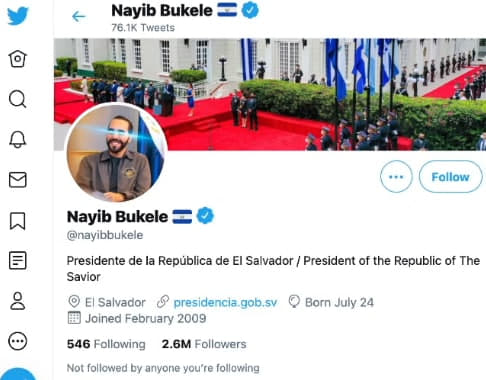 Nayib Bukele
76.1K Tweets
Follow
Nayib Bukele
@nayibbukele
Presidente de la República de El Salvador / President of the Republic of The
Savior
El Salvador presidencia.gob.sv Born July 24
Joined February 2009
546 Following 2.6M Followers
Not followed by anyone you're following